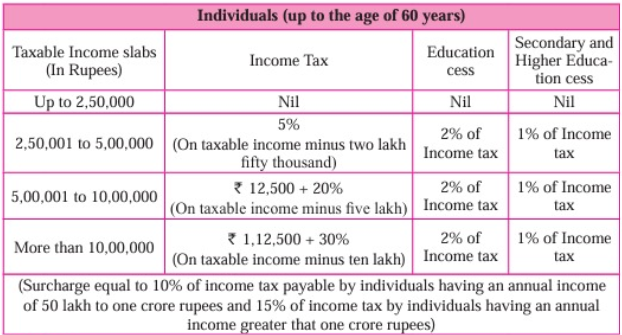 Individuals (up to the age of 60 years)
Taxable Income slabs
(In Rupees)
Income Tax
Education
cess
Secondary and
Higher Educa-
tion cess
Up to 2,50,000
Nil
Nil
Nil
2,50,001 to 5,00,000
5%
(On taxable income minus two lakh
fifty thousand)
2% of
Income tax
1% of Income
tax
5,00,001 to 10,00,000
₹ 12,500 + 20%
(On taxable income minus five lakh)
2% of
Income tax
1% of Income
tax
More than 10,00,000
₹ 1,12,500 + 30%
(On taxable income minus ten lakh)
2% of
Income tax
1% of Income
tax
(Surcharge equal to 10% of income tax payable by individuals having an annual income
of 50 lakh to one crore rupees and 15% of income tax by individuals having an annual
income greater that one crore rupees)